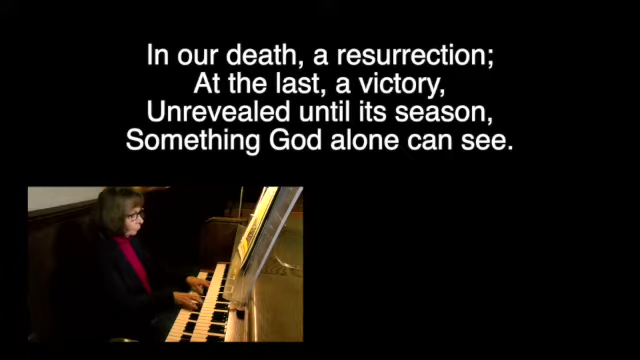 In our death, a resurrection;
At the last, a victory,
Unrevealed until its season,
Something God alone can see.